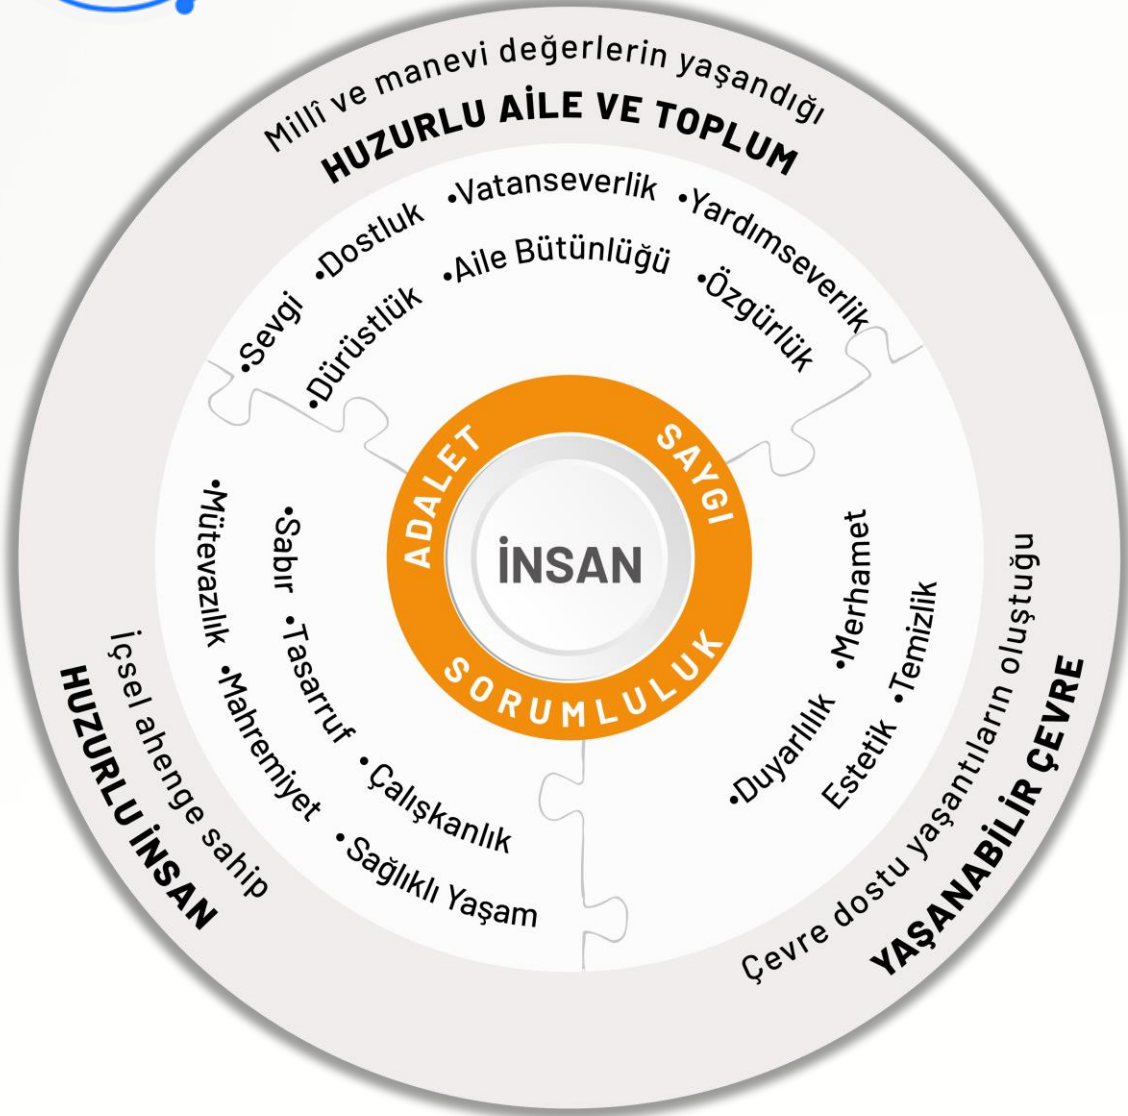 Millî ve manevi değerlerin yaşandığı
HUZURLU AİLE VE TOPLUM
•Sevgi •Dostluk •Vatanseverlik •Yardımseverlik
•Dürüstlük •Aile Bütünlüğü •Özgürlük
ADALET
SAYGI
SORUMLULUK
İNSAN
•Sabır •Tasarruf •Çalışkanlık
•Mütevazılık •Mahremiyet •Sağlıklı Yaşam
İçsel ahenge sahip
HUZURLU İNSAN
•Duyarlılık •Merhamet
Estetik •Temizlik
Çevre dostu yaşantıların oluştuğu
YAŞANABİLİR ÇEVRE